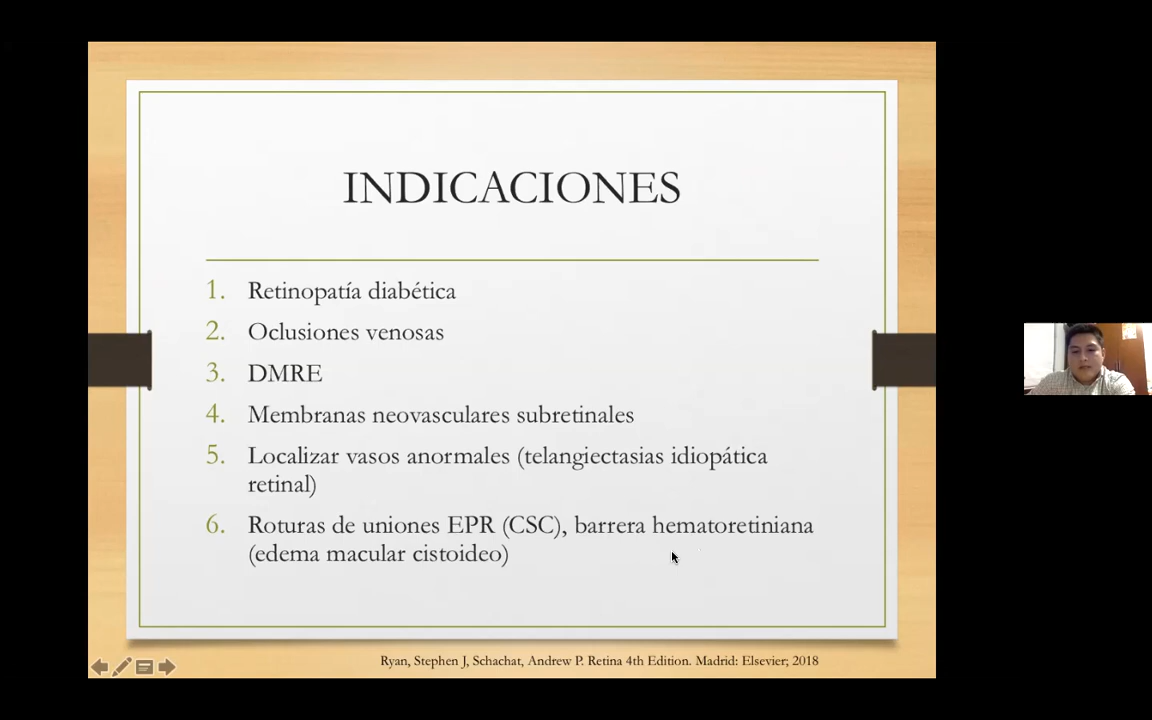 INDICACIONES
1. Retinopatía diabética
2. Oclusiones venosas
3. DMRE
4. Membranas neovasculares subretinales
5. Localizar vasos anormales (telangiectasias idiopática
retinal)
6. Roturas de uniones EPR (CSC), barrera hematoretiniana
(edema macular cistoideo)
Ryan, Stephen J, Schachat, Andrew P. Retina 4th Edition. Madrid: Elsevier; 2018